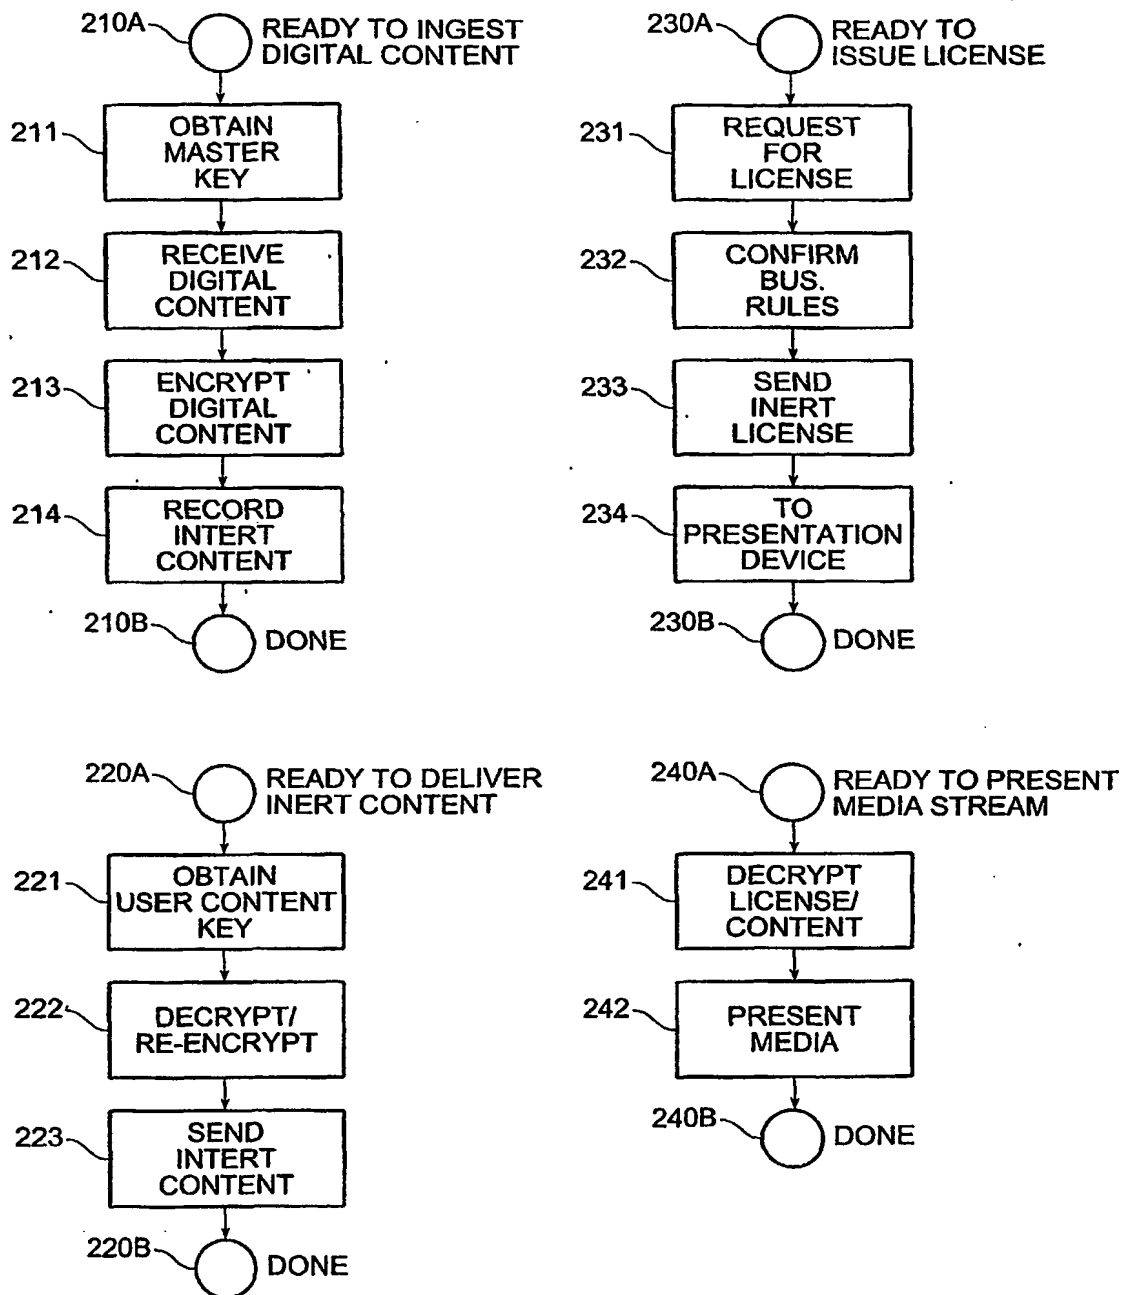 210A
READY TO INGEST
DIGITAL CONTENT
211
OBTAIN
MASTER
KEY
212
RECEIVE
DIGITAL
CONTENT
213
ENCRYPT
DIGITAL
CONTENT
214
RECORD
INTERT
CONTENT
210B
DONE
230A
READY TO
ISSUE LICENSE
231
REQUEST
FOR
LICENSE
232
CONFIRM
BUS.
RULES
233
SEND
INERT
LICENSE
234
TO
PRESENTATION
DEVICE
230B
DONE
220A
READY TO DELIVER
INERT CONTENT
221
OBTAIN
USER CONTENT
KEY
222
DECRYPT/
RE-ENCRYPT
223
SEND
INTERT
CONTENT
220B
DONE
240A
READY TO PRESENT
MEDIA STREAM
241
DECRYPT
LICENSE/
CONTENT
242
PRESENT
MEDIA
240B
DONE